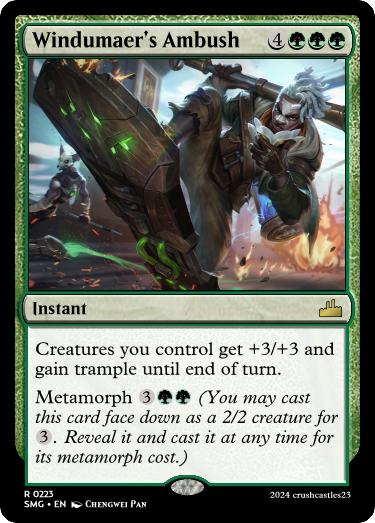 Windumaer's Ambush 4
Instant
Creatures you control get +3/+3 and
gain trample until end of turn.
Metamorph 3 (You may cast
this card face down as a 2/2 creature for
3. Reveal it and cast it at any time for
its metamorph cost.)
R 0223
SMG • EN Chengwei Pan
2024 crushcastles23